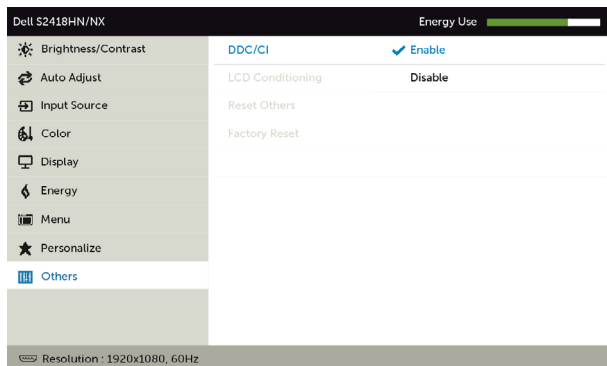 Dell S2418HN/NX
Energy Use
Brightness/Contrast
DDC/CI
Enable
Auto Adjust
LCD Conditioning
Disable
Input Source
Reset Others
Color
Factory Reset
Display
Energy
Menu
Personalize
Others
Resolution : 1920x1080, 60Hz